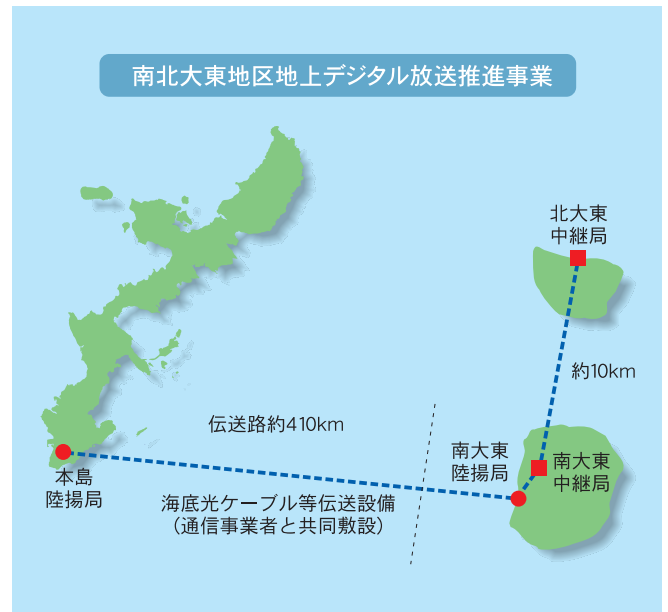 南北大東地区地上デジタル放送推進事業
北大東
中継局
約10km
伝送路約410km
南大東
陸揚局
南大東
中継局
本島
陸揚局
海底光ケーブル等伝送設備
（通信事業者と共同敷設）